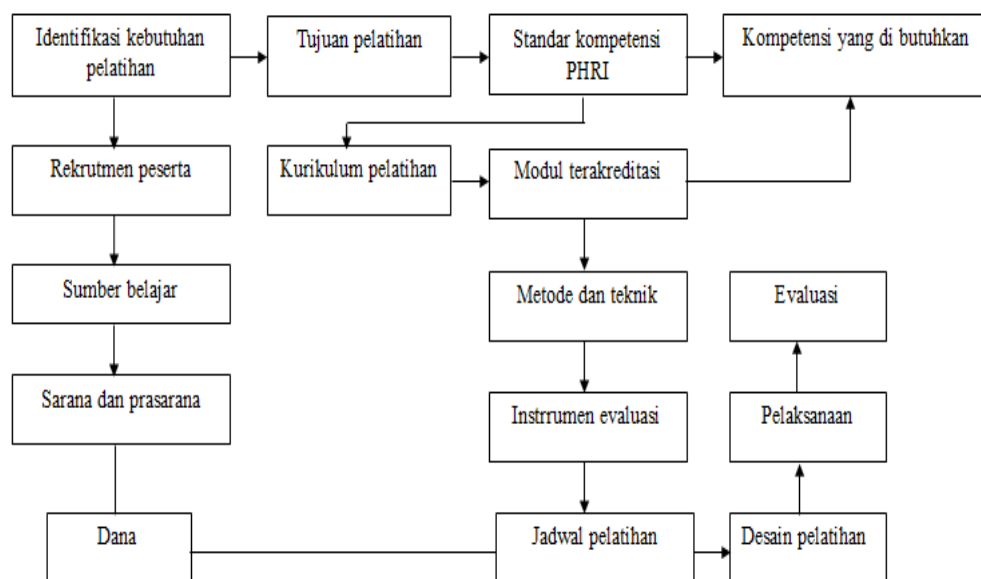 Identifikasi kebutuhan
pelatihan
Tujuan pelatihan
Standar kompetensi
PHRI
Kompetensi yang di butuhkan
Rekrutmen peserta
Kurikulum pelatihan
Modul terakreditasi
Sumber belajar
Metode dan teknik
Evaluasi
Sarana dan prasarana
Instrrumen evaluasi
Pelaksanaan
Dana
Jadwal pelatihan
Desain pelatihan